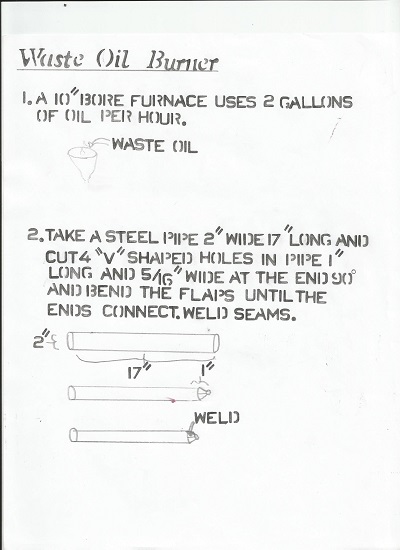 Waste Oil Burner
1. A 10" BORE FURNACE USES 2 GALLONS
OF OIL PER HOUR.
WASTE OIL
2. TAKE A STEEL PIPE 2" WIDE 17" LONG AND
CUT 4 "V" SHAPED HOLES IN PIPE 1"
LONG AND 5/16" WIDE AT THE END 90°
AND BEND THE FLAPS UNTIL THE
ENDS CONNECT. WELD SEAMS.
2"
17" 1"
WELD